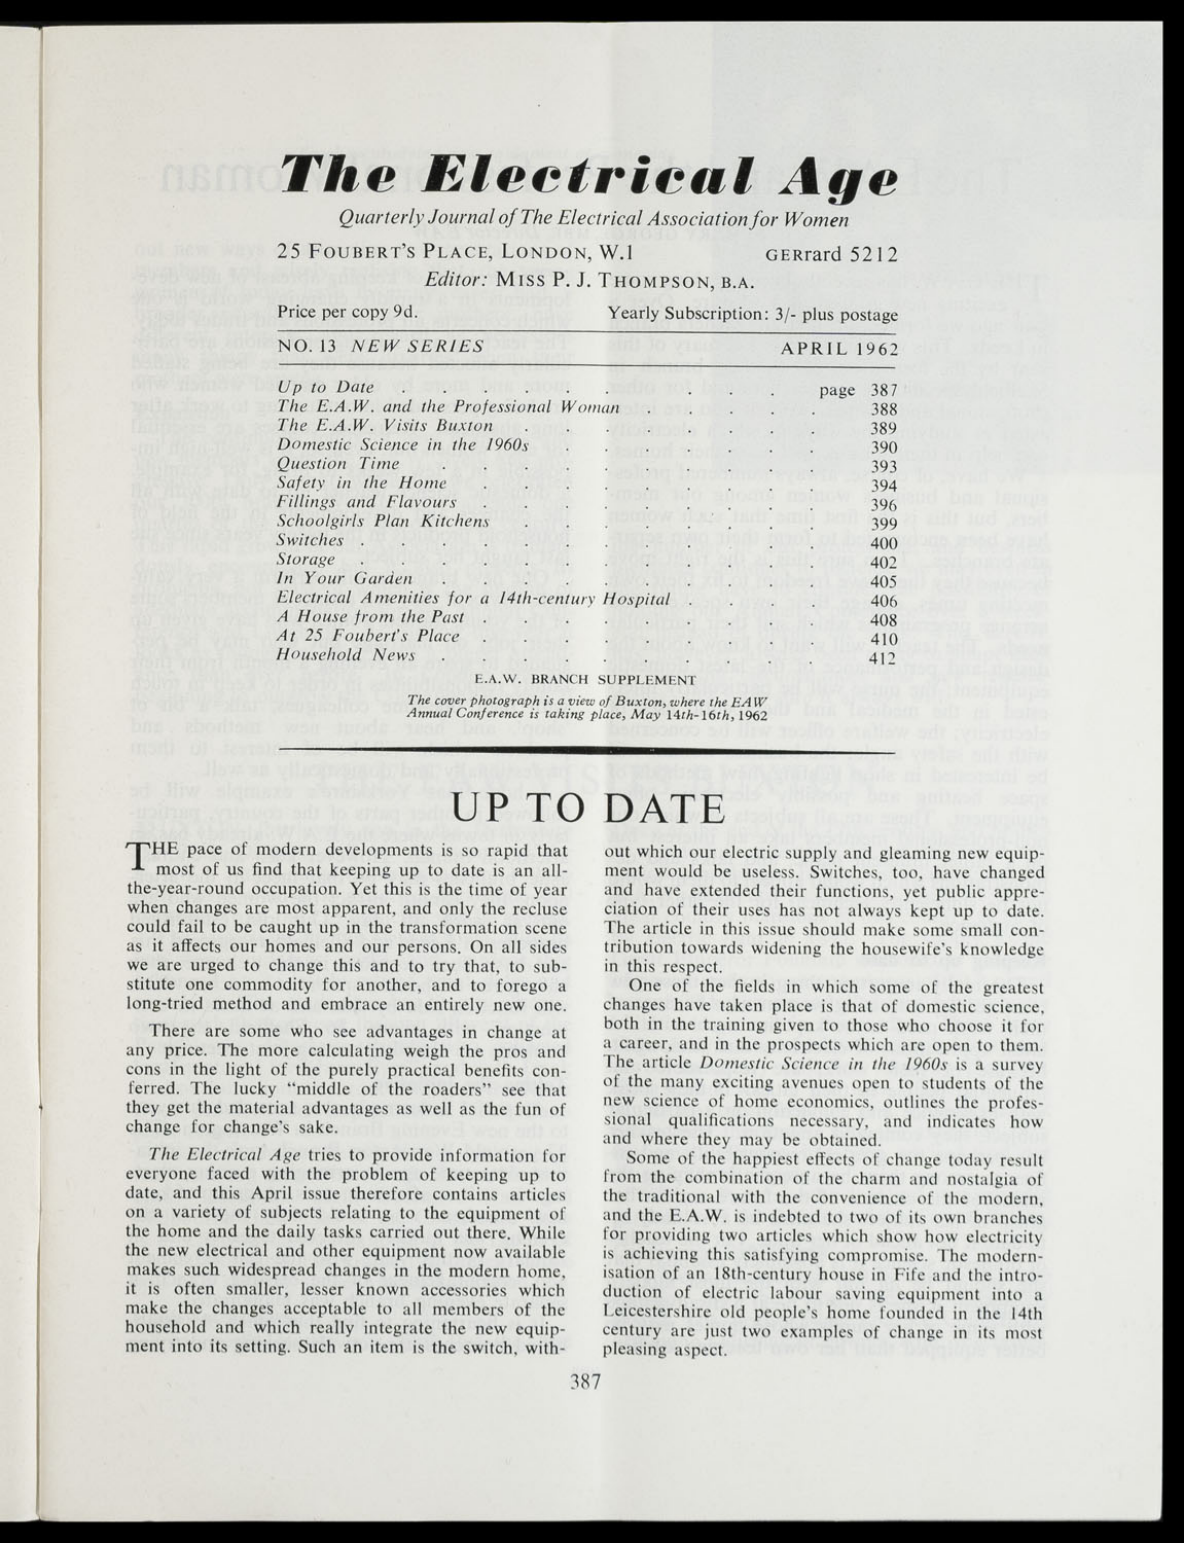 The Electrical Age
Quarterly Journal of The Electrical Association for Women
25 FOUBERT'S PLACE, LONDON, W.1 GERrard 5212
Editor: MISS P. J. THOMPSON, B.A.
Price per copy 9d. Yearly Subscription: 3/- plus postage
NO. 13 NEW SERIES APRIL 1962
Up to Date . . . . . . . . . page 387
The E.A.W. and the Professional Woman . . . . . 388
The E.A.W. Visits Buxton . . . . . . . . 389
Domestic Science in the 1960s . . . . . . . 390
Question Time . . . . . . . . . . 393
Safety in the Home . . . . . . . . . 394
Fillings and Flavours . . . . . . . . . 396
Schoolgirls Plan Kitchens . . . . . . . . 399
Switches . . . . . . . . . . . . 400
Storage . . . . . . . . . . . . 402
In Your Garden . . . . . . . . . . 405
Electrical Amenities for a 14th-century Hospital . . . . 406
A House from the Past . . . . . . . . . 408
At 25 Foubert's Place . . . . . . . . . 410
Household News . . . . . . . . . . 412
E.A.W. BRANCH SUPPLEMENT
The cover photograph is a view of Buxton, where the EAW
Annual Conference is taking place, May 14th-16th, 1962
UP TO DATE
THE pace of modern developments is so rapid that
most of us find that keeping up to date is an all-
the-year-round occupation. Yet this is the time of year
when changes are most apparent, and only the recluse
could fail to be caught up in the transformation scene
as it affects our homes and our persons. On all sides
we are urged to change this and to try that, to sub-
stitute one commodity for another, and to forego a
long-tried method and embrace an entirely new one.
There are some who see advantages in change at
any price. The more calculating weigh the pros and
cons in the light of the purely practical benefits con-
ferred. The lucky "middle of the roaders" see that
they get the material advantages as well as the fun of
change for change's sake.
The Electrical Age tries to provide information for
everyone faced with the problem of keeping up to
date, and this April issue therefore contains articles
on a variety of subjects relating to the equipment of
the home and the daily tasks carried out there. While
the new electrical and other equipment now available
makes such widespread changes in the modern home,
it is often smaller, lesser known accessories which
make the changes acceptable to all members of the
household and which really integrate the new equip-
ment into its setting. Such an item is the switch, with-
out which our electric supply and gleaming new equip-
ment would be useless. Switches, too, have changed
and have extended their functions, yet public appre-
ciation of their uses has not always kept up to date.
The article in this issue should make some small con-
tribution towards widening the housewife's knowledge
in this respect.
One of the fields in which some of the greatest
changes have taken place is that of domestic science,
both in the training given to those who choose it for
a career, and in the prospects which are open to them.
The article Domestic Science in the 1960s is a survey
of the many exciting avenues open to students of the
new science of home economics, outlines the profes-
sional qualifications necessary, and indicates how
and where they may be obtained.
Some of the happiest effects of change today result
from the combination of the charm and nostalgia of
the traditional with the convenience of the modern,
and the E.A.W. is indebted to two of its own branches
for providing two articles which show how electricity
is achieving this satisfying compromise. The modern-
isation of an 18th-century house in Fife and the intro-
duction of electric labour saving equipment into a
Leicestershire old people's home founded in the 14th
century are just two examples of change in its most
pleasing aspect.
387